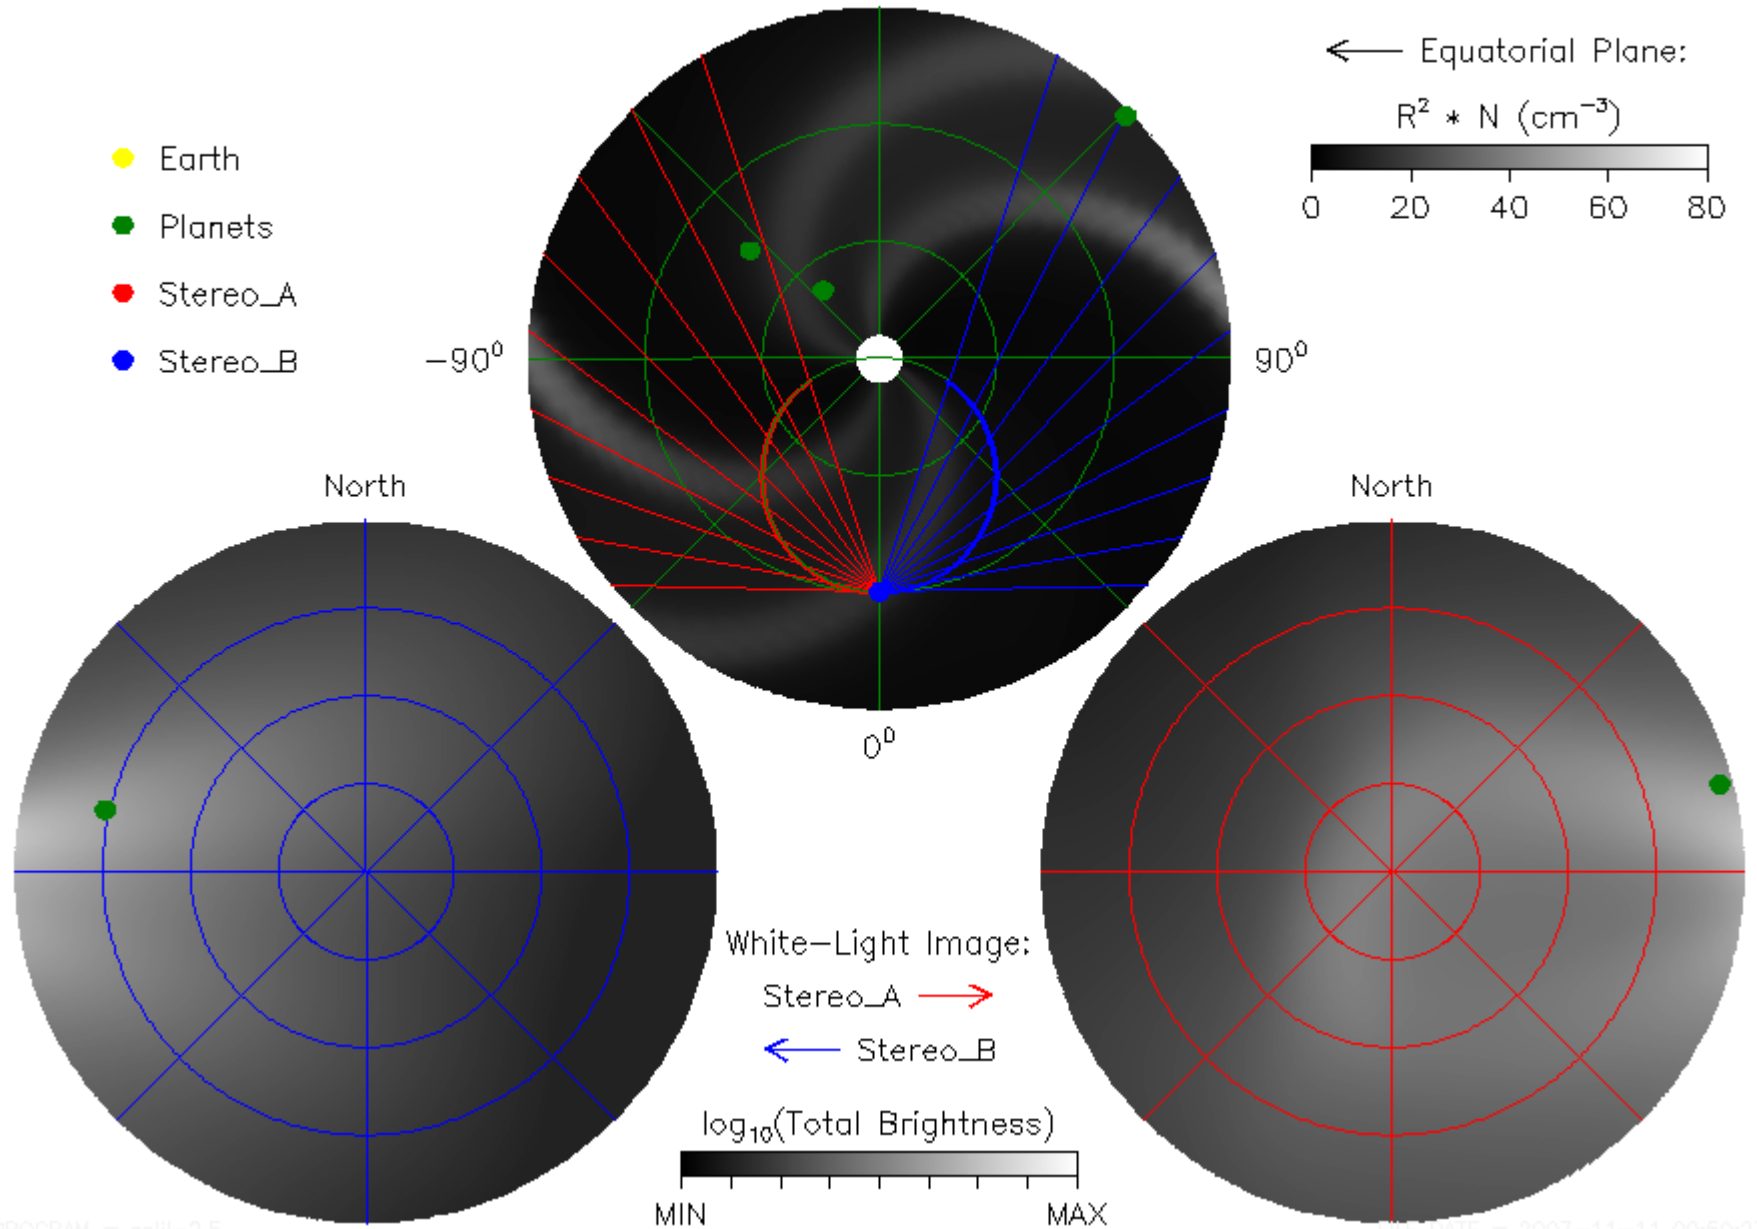 Equatorial Plane:
R² * N (cm⁻³)
0 20 40 60 80
Earth
Planets
Stereo_A
Stereo_B
−90⁰
90⁰
0⁰
North
North
White−Light Image:
Stereo_A
Stereo_B
log₁₀(Total Brightness)
MIN MAX